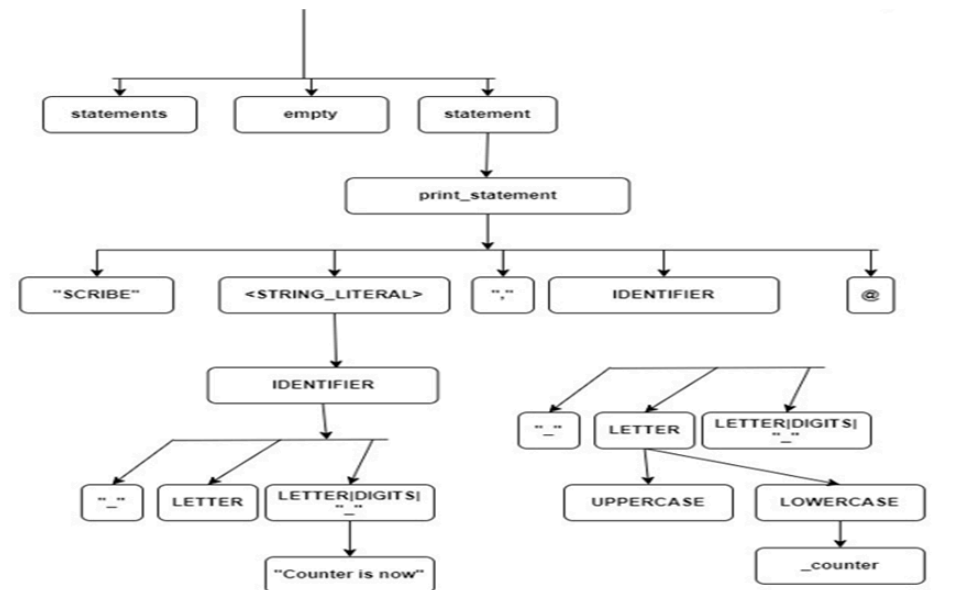 statements
empty
statement
print_statement
"SCRIBE"
<STRING_LITERAL>
","
IDENTIFIER
@
IDENTIFIER
"_"
LETTER
LETTER|DIGITS|
"_"
UPPERCASE
LOWERCASE
_counter
"_"
LETTER
LETTER|DIGITS|
"_"
"Counter is now"